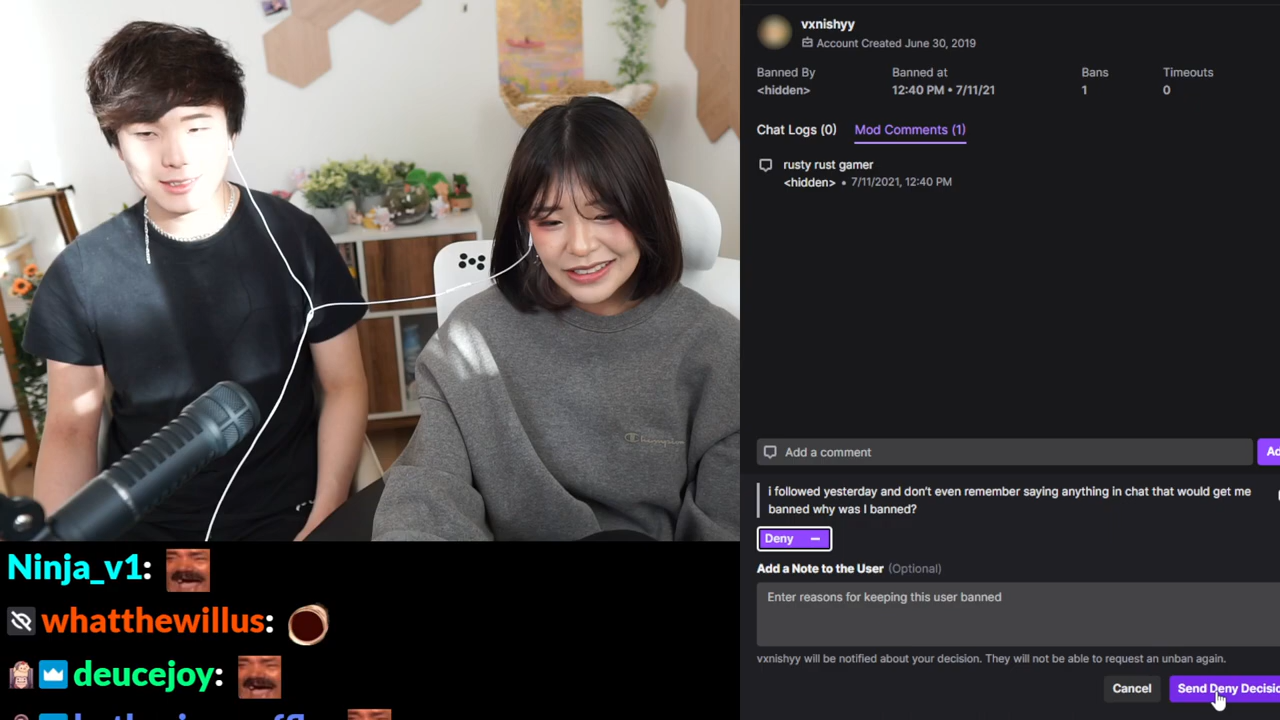 vxnishyy
Account Created June 30, 2019
Banned By
Banned at
Bans
Timeouts
<hidden>
12:40 PM • 7/11/21
1
0
Chat Logs (0)
Mod Comments (1)
rusty rust gamer
<hidden> • 7/11/2021, 12:40 PM
Add a comment
Ad
i followed yesterday and don't even remember saying anything in chat that would get me
banned why was I banned?
Deny
Add a Note to the User (Optional)
Enter reasons for keeping this user banned
vxnishyy will be notified about your decision. They will not be able to request an unban again.
Cancel
Send Deny Decisio
Champion
Ninja_v1:
whatthewillus:
deucejoy: